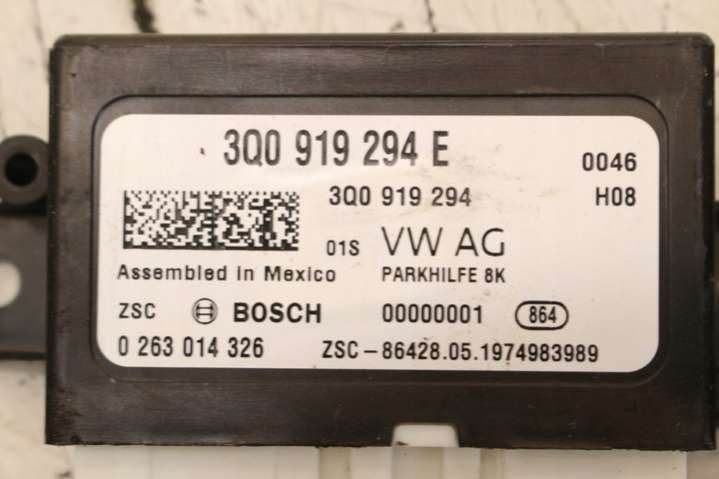 3Q0 919 294 E
0046
3Q0 919 294
H08
01S VW AG
Assembled in Mexico
PARKHILFE 8K
ZSC BOSCH
00000001
864
0 263 014 326
ZSC-86428.05.1974983989